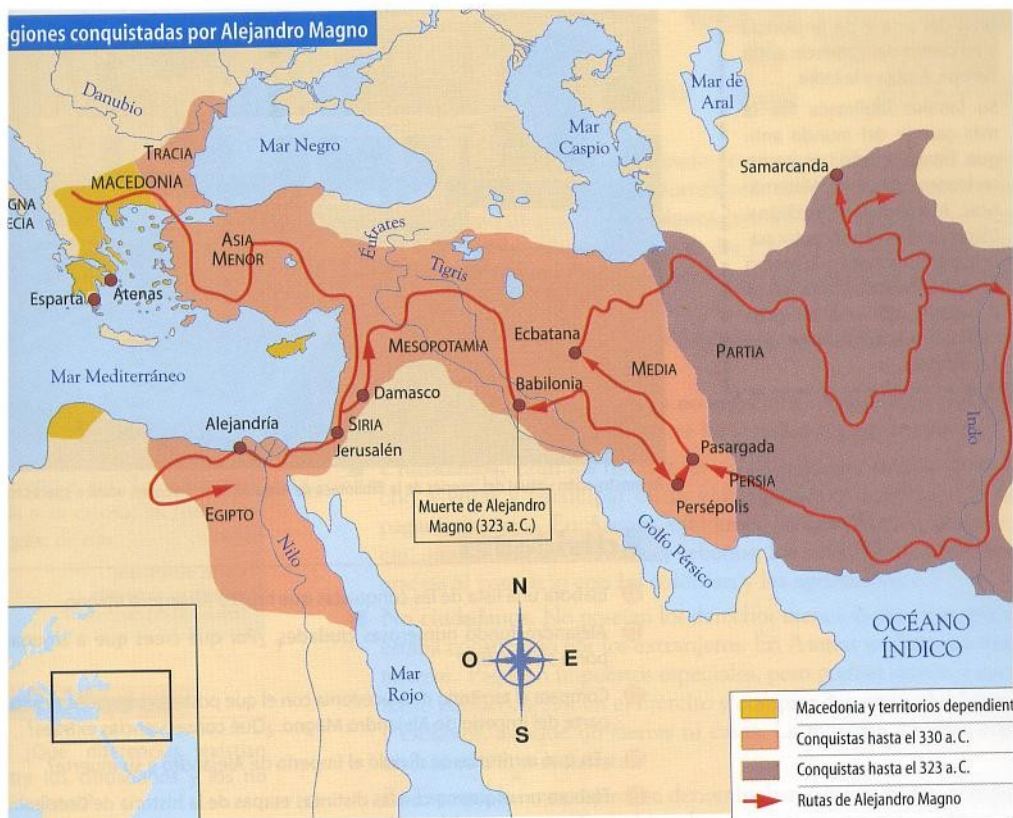 egiones conquistadas por Alejandro Magno
Danubio
TRACIA
MACEDONIA
GNA
ECIA
Mar Negro
Mar
Caspio
Mar de
Aral
Samarcanda
ASIA
MENOR
Éufrates
Tigris
Esparta
Atenas
MESOPOTAMIA
Ecbatana
MEDIA
PARTIA
Mar Mediterráneo
Damasco
Babilonia
Alejandría
SIRIA
Jerusalén
Pasargada
PERSIA
Persépolis
Indo
EGIPTO
Nilo
Muerte de Alejandro
Magno (323 a. C.)
Golfo Pérsico
N
O
E
S
Mar
Rojo
OCÉANO
ÍNDICO
Macedonia y territorios dependient
Conquistas hasta el 330 a. C.
Conquistas hasta el 323 a. C.
Rutas de Alejandro Magno